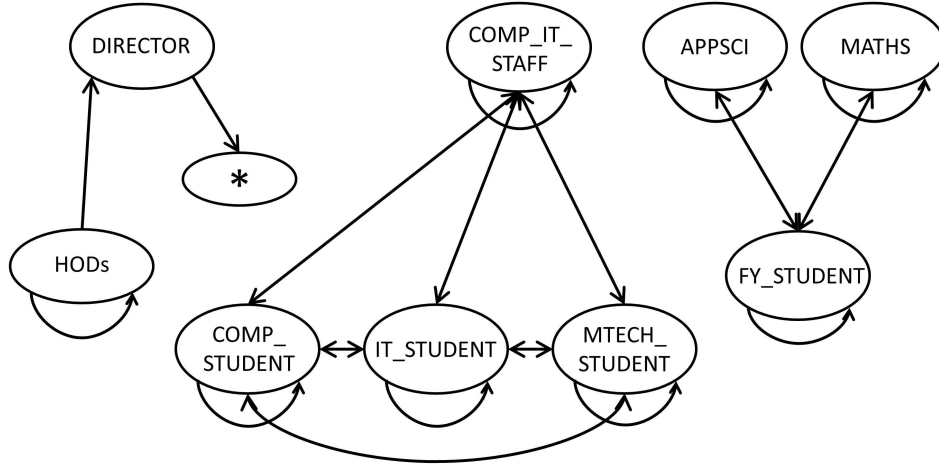 DIRECTOR
COMP_IT_
STAFF
APPSCI
MATHS
*
HODs
FY_STUDENT
COMP_
STUDENT
IT_STUDENT
MTECH_
STUDENT